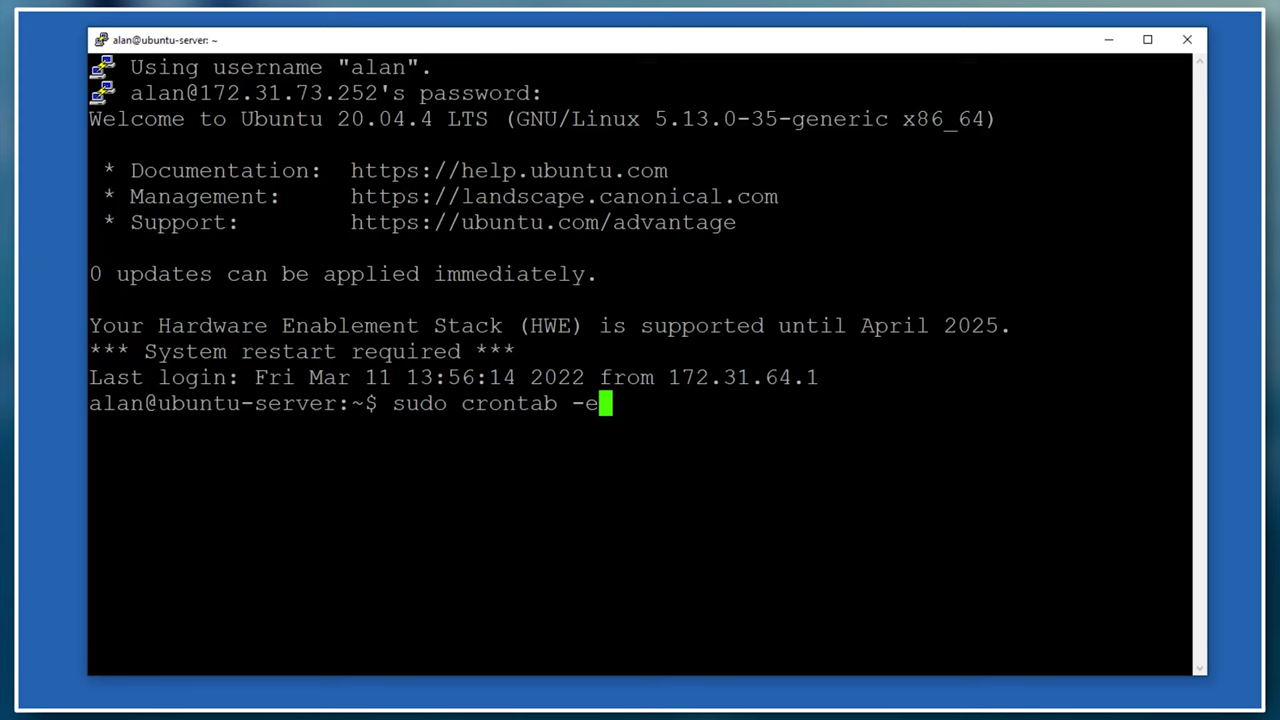 alan@ubuntu-server: ~
Using username "alan".
alan@172.31.73.252's password:
Welcome to Ubuntu 20.04.4 LTS (GNU/Linux 5.13.0-35-generic x86_64)
* Documentation: https://help.ubuntu.com
* Management: https://landscape.canonical.com
* Support: https://ubuntu.com/advantage
0 updates can be applied immediately.
Your Hardware Enablement Stack (HWE) is supported until April 2025.
*** System restart required ***
Last login: Fri Mar 11 13:56:14 2022 from 172.31.64.1
alan@ubuntu-server:~$ sudo crontab -e